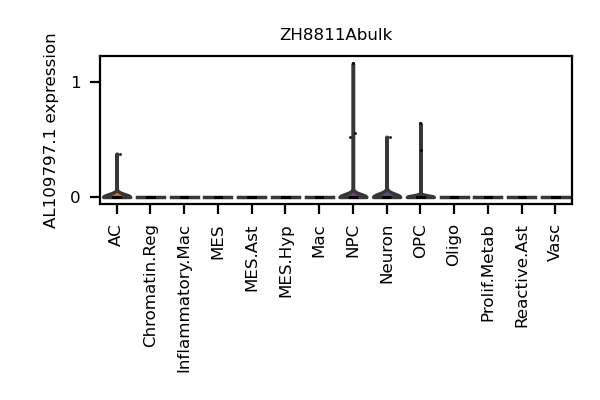 ZH8811Abulk
AL109797.1 expression
1
0
AC
Chromatin.Reg
Inflammatory.Mac
MES
MES.Ast
MES.Hyp
Mac
NPC
Neuron
OPC
Oligo
Prolif.Metab
Reactive.Ast
Vasc